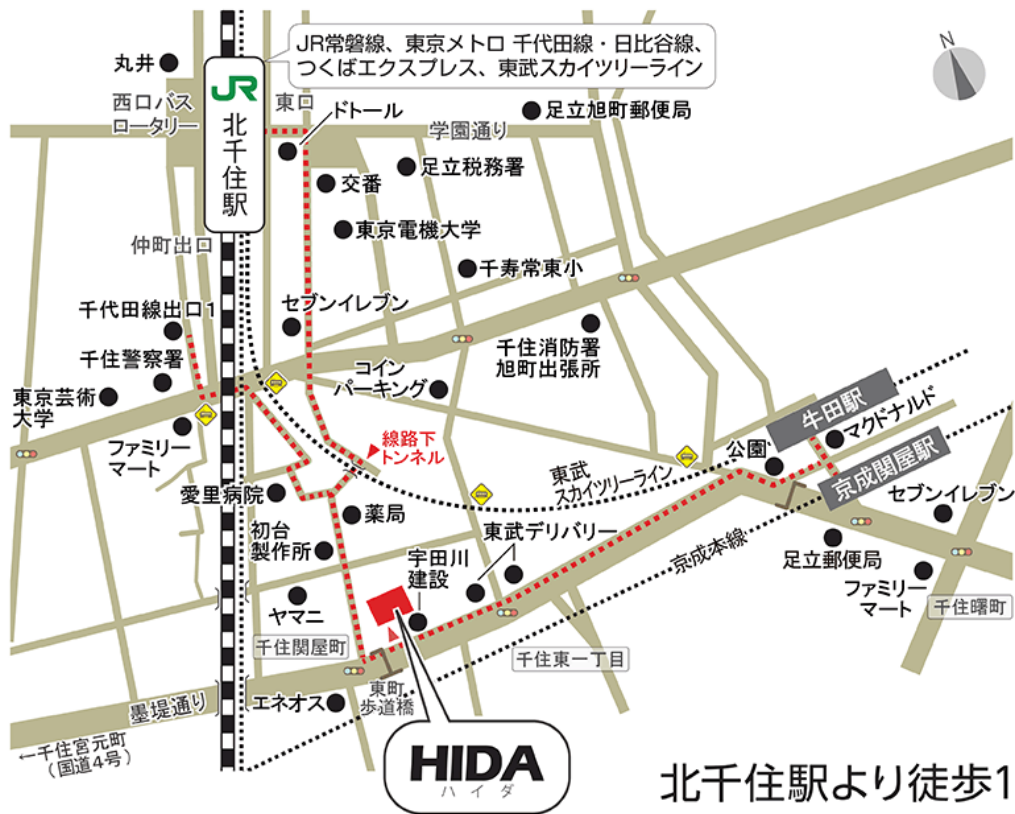 JR常磐線、東京メトロ 千代田線・日比谷線、
つくばエクスプレス、東武スカイツリーライン
N
丸井
JR
北千住駅
西口バス
ロータリー
東口
ドトール
学園通り
足立旭町郵便局
足立税務署
交番
東京電機大学
仲町出口
千寿常東小
千代田線出口1
セブンイレブン
千住警察署
東京芸術
大学
コイン
パーキング
千住消防署
旭町出張所
ファミリー
マート
線路下
トンネル
牛田駅
マクドナルド
公園
京成関屋駅
東武
スカイツリーライン
愛里病院
薬局
セブンイレブン
初台
製作所
東武デリバリー
京成本線
足立郵便局
宇田川
建設
ファミリー
マート
千住曙町
ヤマニ
千住関屋町
千住東一丁目
墨堤通り
エネオス
東町
歩道橋
←千住宮元町
（国道4号）
HIDA
ハイダ
北千住駅より徒歩1